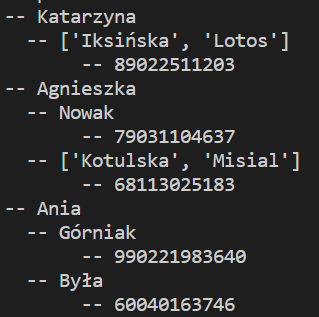 -- Katarzyna
-- ['Iksińska', 'Lotos']
-- 89022511203
-- Agnieszka
-- Nowak
-- 79031104637
-- ['Kotulska', 'Misial']
-- 68113025183
-- Ania
-- Górniak
-- 990221983640
-- Była
-- 60040163746